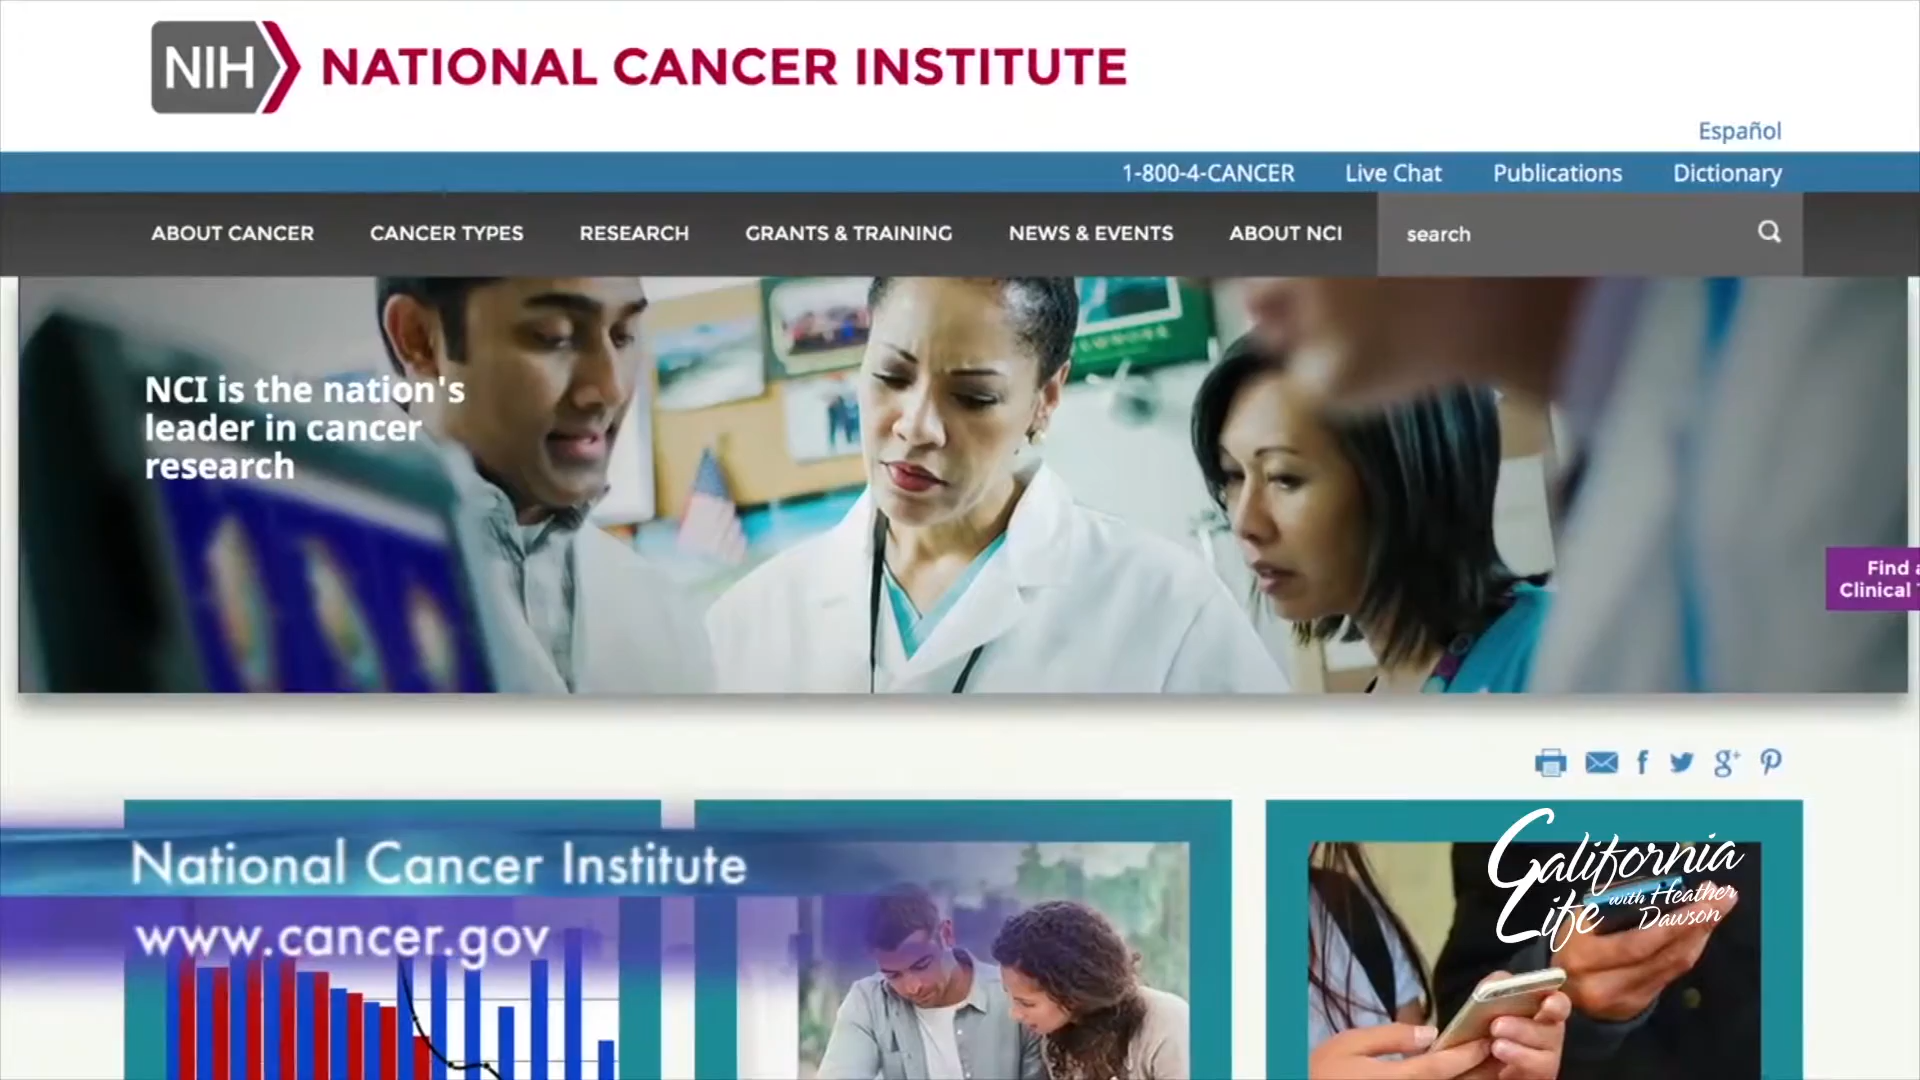 NIH NATIONAL CANCER INSTITUTE
Español
1-800-4-CANCER Live Chat Publications Dictionary
ABOUT CANCER CANCER TYPES RESEARCH GRANTS & TRAINING NEWS & EVENTS ABOUT NCI search
NCI is the nation's
leader in cancer
research
Find
Clinical
f g+
California
Life with Heather
Dawson
National Cancer Institute
www.cancer.gov